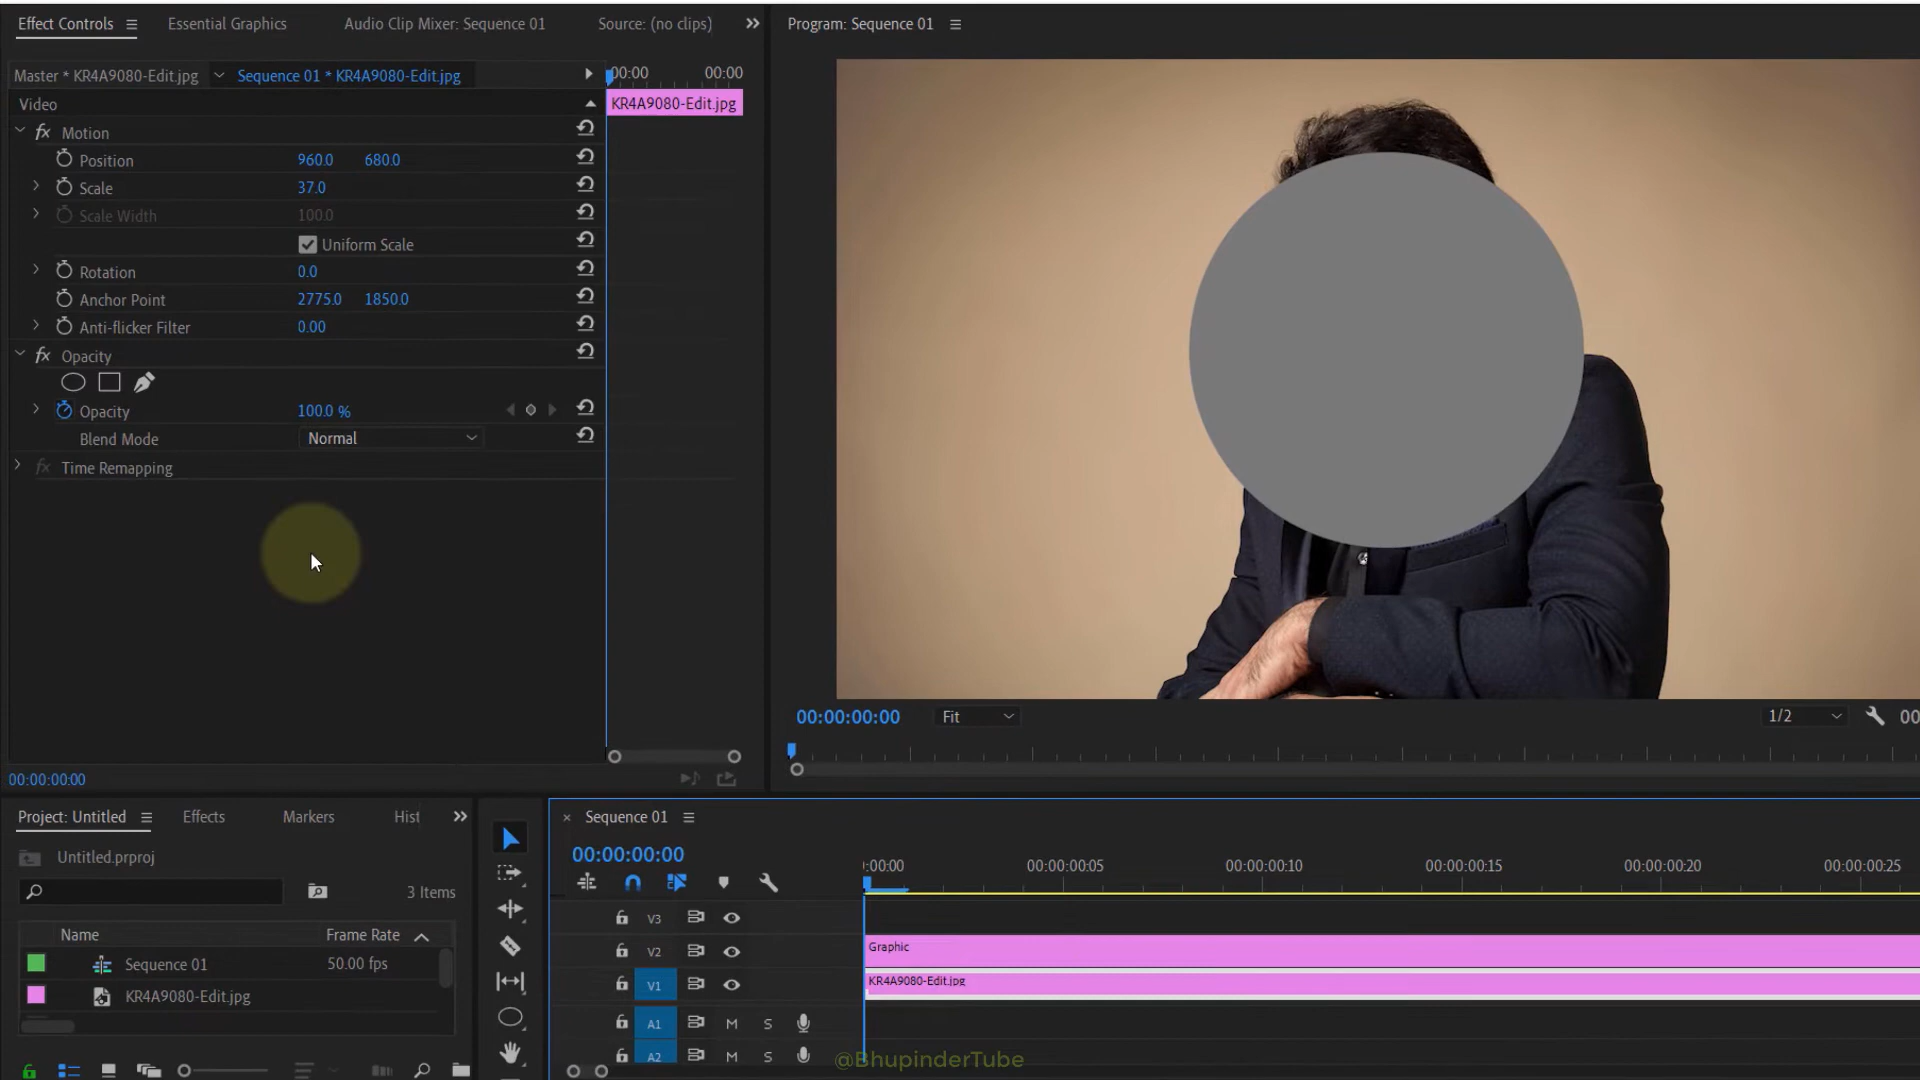 Effect Controls
Essential Graphics
Audio Clip Mixer: Sequence 01
Source: (no clips)
Program: Sequence 01
Master * KR4A9080-Edit.jpg
Sequence 01 * KR4A9080-Edit.jpg
:00:00
00:00
Video
KR4A9080-Edit.jpg
fx Motion
Position 960.0 680.0
Scale 37.0
Scale Width 100.0
Uniform Scale
Rotation 0.0
Anchor Point 2775.0 1850.0
Anti-flicker Filter 0.00
fx Opacity
Opacity 100.0 %
Blend Mode Normal
fx Time Remapping
00:00:00:00
Fit
1/2
00
00:00:00:00
Project: Untitled
Effects
Markers
Hist
Sequence 01
Untitled.prproj
00:00:00:00
3 Items
:00:00
00:00:00:05
00:00:00:10
00:00:00:15
00:00:00:20
00:00:00:25
Name
Frame Rate
V3
Sequence 01
50.00 fps
V2
Graphic
KR4A9080-Edit.jpg
V1
KR4A9080-Edit.jpg
A1 M S
A2 M S
@BhupinderTube